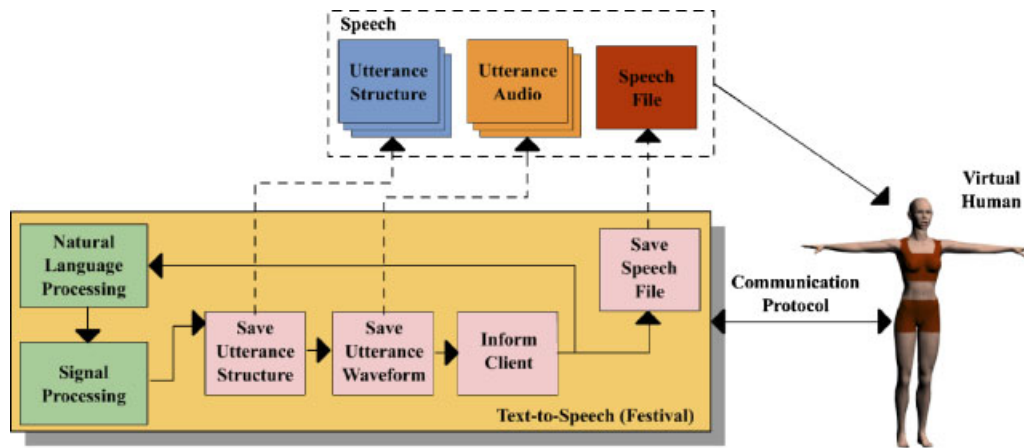 Speech
Utterance
Structure
Utterance
Audio
Speech
File
Virtual
Human
Natural
Language
Processing
Save
Speech
File
Communication
Protocol
Signal
Processing
Save
Utterance
Structure
Save
Utterance
Waveform
Inform
Client
Text-to-Speech (Festival)